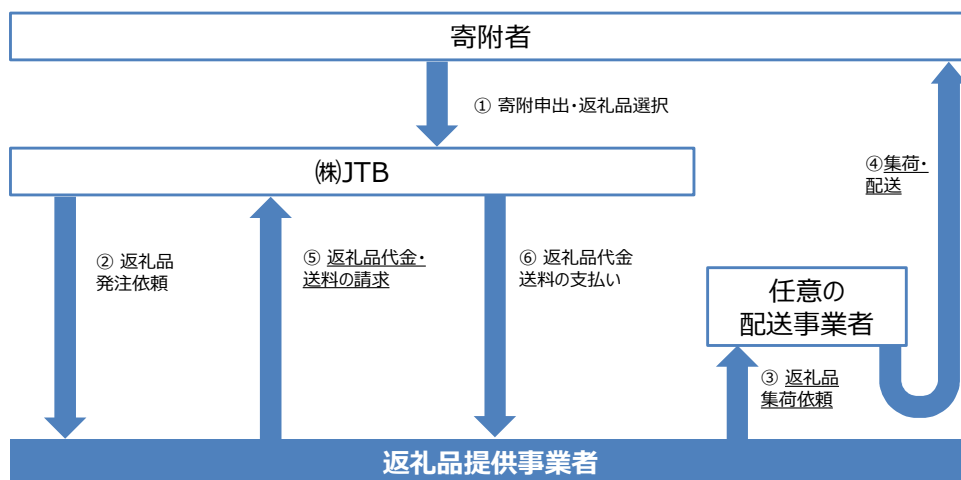 寄附者
① 寄附申出・返礼品選択
㈱JTB
④集荷・
配送
② 返礼品
発注依頼
⑤ 返礼品代金・
送料の請求
⑥ 返礼品代金
送料の支払い
任意の
配送事業者
③ 返礼品
集荷依頼
返礼品提供事業者